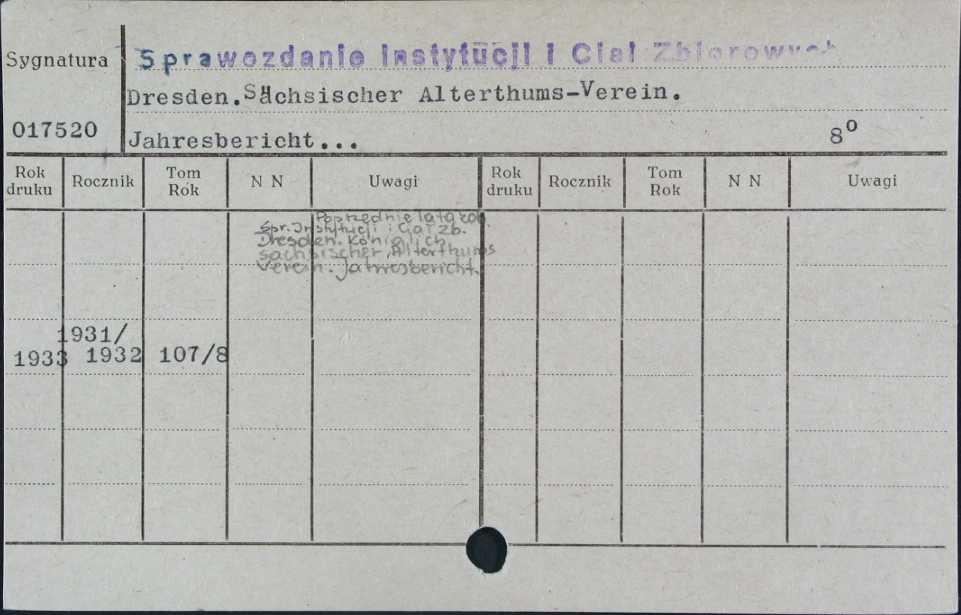 Sygnatura
Sprawozdanie Instytucji i Ciał Zbiorowych
Dresden. Sächsischer Alterthums-Verein.
017520
Jahresbericht... 8º
Rok druku Rocznik Tom Rok N N Uwagi Rok druku Rocznik Tom Rok N N Uwagi
Poprzednie lata zob.
Spr. Instytucji i Ciał zb.
Dresden. Königlich
sächsischer Alterthums
Verein. Jahresbericht.
1931/
1933 1932 107/8